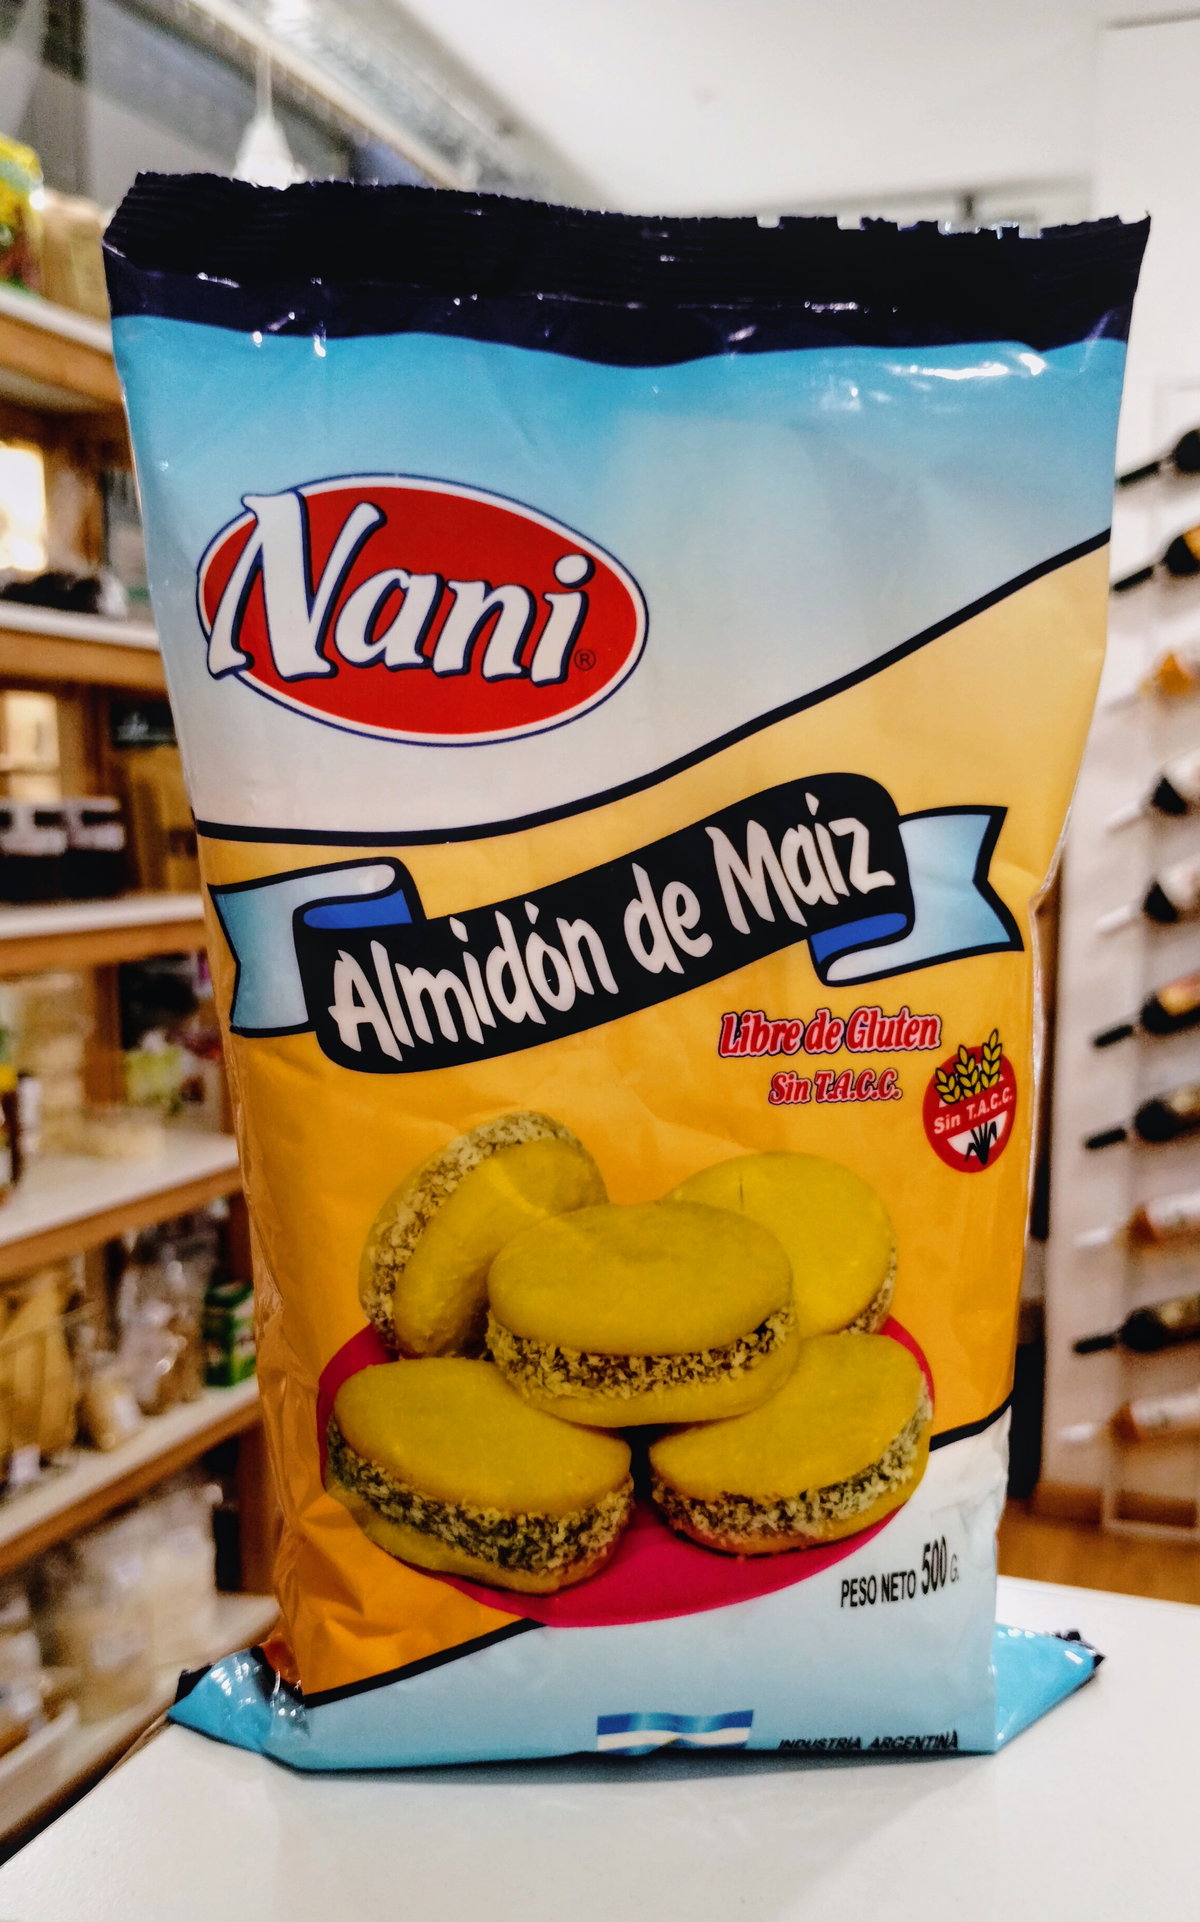 Nani®
Almidón de Maiz
Libre de Gluten
Sin T.A.C.C.
Sin T.A.C.C.
PESO NETO 500 G.
INDUSTRIA ARGENTINA